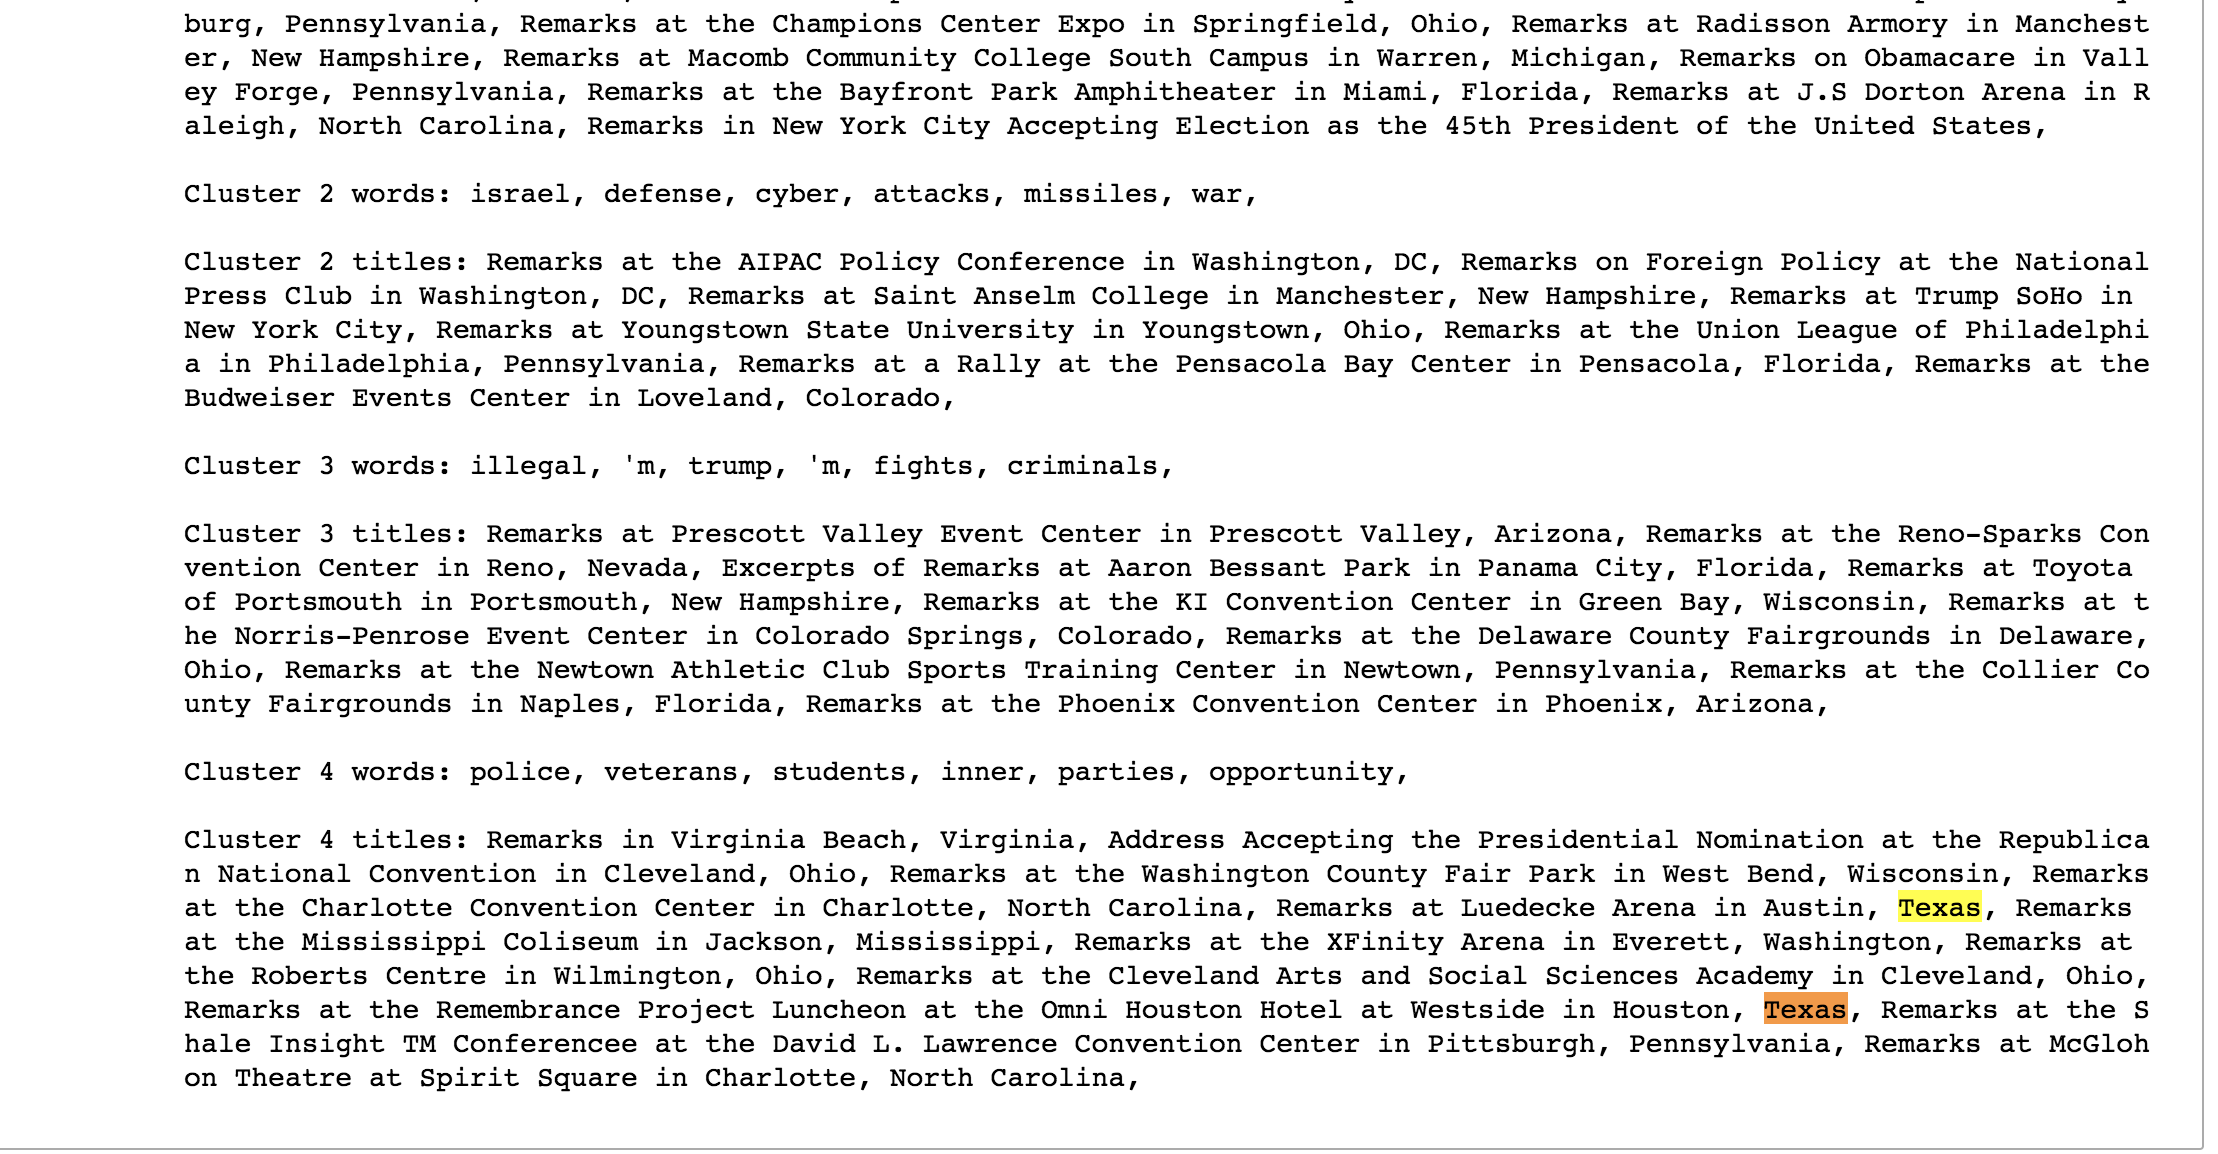 burg, Pennsylvania, Remarks at the Champions Center Expo in Springfield, Ohio, Remarks at Radisson Armory in Manchest
er, New Hampshire, Remarks at Macomb Community College South Campus in Warren, Michigan, Remarks on Obamacare in Vall
ey Forge, Pennsylvania, Remarks at the Bayfront Park Amphitheater in Miami, Florida, Remarks at J.S Dorton Arena in R
aleigh, North Carolina, Remarks in New York City Accepting Election as the 45th President of the United States,
Cluster 2 words: israel, defense, cyber, attacks, missiles, war,
Cluster 2 titles: Remarks at the AIPAC Policy Conference in Washington, DC, Remarks on Foreign Policy at the National
Press Club in Washington, DC, Remarks at Saint Anselm College in Manchester, New Hampshire, Remarks at Trump SoHo in
New York City, Remarks at Youngstown State University in Youngstown, Ohio, Remarks at the Union League of Philadelphi
a in Philadelphia, Pennsylvania, Remarks at a Rally at the Pensacola Bay Center in Pensacola, Florida, Remarks at the
Budweiser Events Center in Loveland, Colorado,
Cluster 3 words: illegal, 'm, trump, 'm, fights, criminals,
Cluster 3 titles: Remarks at Prescott Valley Event Center in Prescott Valley, Arizona, Remarks at the Reno-Sparks Con
vention Center in Reno, Nevada, Excerpts of Remarks at Aaron Bessant Park in Panama City, Florida, Remarks at Toyota
of Portsmouth in Portsmouth, New Hampshire, Remarks at the KI Convention Center in Green Bay, Wisconsin, Remarks at t
he Norris-Penrose Event Center in Colorado Springs, Colorado, Remarks at the Delaware County Fairgrounds in Delaware,
Ohio, Remarks at the Newtown Athletic Club Sports Training Center in Newtown, Pennsylvania, Remarks at the Collier Co
unty Fairgrounds in Naples, Florida, Remarks at the Phoenix Convention Center in Phoenix, Arizona,
Cluster 4 words: police, veterans, students, inner, parties, opportunity,
Cluster 4 titles: Remarks in Virginia Beach, Virginia, Address Accepting the Presidential Nomination at the Republica
n National Convention in Cleveland, Ohio, Remarks at the Washington County Fair Park in West Bend, Wisconsin, Remarks
at the Charlotte Convention Center in Charlotte, North Carolina, Remarks at Luedecke Arena in Austin, Texas, Remarks
at the Mississippi Coliseum in Jackson, Mississippi, Remarks at the XFinity Arena in Everett, Washington, Remarks at
the Roberts Centre in Wilmington, Ohio, Remarks at the Cleveland Arts and Social Sciences Academy in Cleveland, Ohio,
Remarks at the Remembrance Project Luncheon at the Omni Houston Hotel at Westside in Houston, Texas, Remarks at the S
hale Insight TM Conferencee at the David L. Lawrence Convention Center in Pittsburgh, Pennsylvania, Remarks at McGloh
on Theatre at Spirit Square in Charlotte, North Carolina,